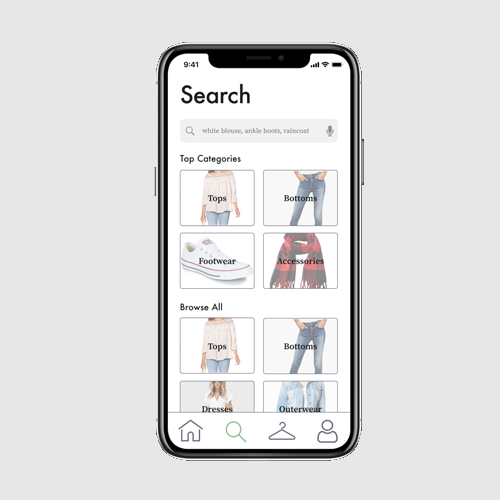 9:41
Search
white blouse, ankle boots, raincoat
Top Categories
Tops Bottoms
Footwear Accessories
Browse All
Tops Bottoms
Dresses Outerwear